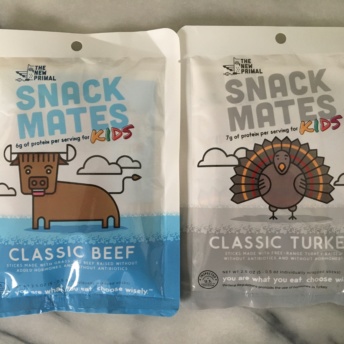 THE
NEW
PRIMAL
SNACK
MATES
6g of protein per serving for KIDS
CLASSIC BEEF
you are what you eat. choose wisely.
THE
NEW
PRIMAL
SNACK
MATES
7g of protein per serving for KIDS
CLASSIC TURKE
you are what you eat. choose wisely